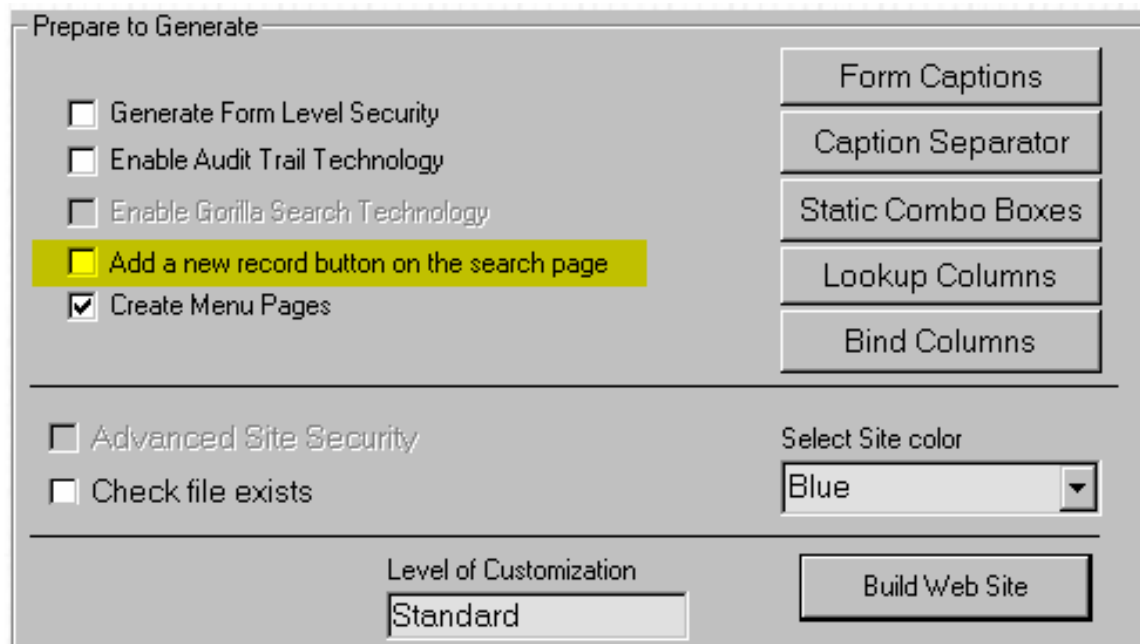 Prepare to Generate
Form Captions
Generate Form Level Security
Caption Separator
Enable Audit Trail Technology
Static Combo Boxes
Enable Gorilla Search Technology
Add a new record button on the search page
Lookup Columns
Create Menu Pages
Bind Columns
Advanced Site Security
Select Site color
Check file exists
Blue
Level of Customization
Standard
Build Web Site